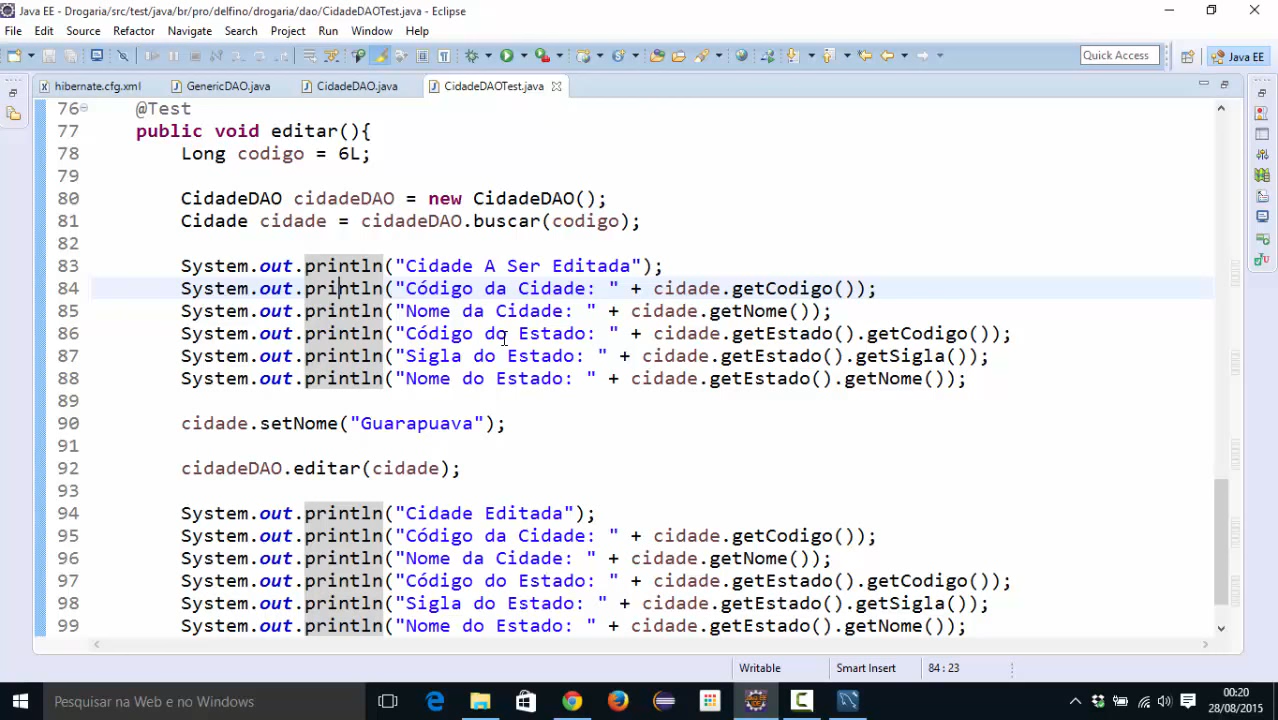 Java EE - Drogaria/src/test/java/br/pro/delfino/drogaria/dao/CidadeDAOTest.java - Eclipse
File Edit Source Refactor Navigate Search Project Run Window Help
Quick Access
Java EE
hibernate.cfg.xml GenericDAO.java CidadeDAO.java CidadeDAOTest.java
76 @Test
77 public void editar(){
78 Long codigo = 6L;
79
80 CidadeDAO cidadeDAO = new CidadeDAO();
81 Cidade cidade = cidadeDAO.buscar(codigo);
82
83 System.out.println("Cidade A Ser Editada");
84 System.out.println("Código da Cidade: " + cidade.getCodigo());
85 System.out.println("Nome da Cidade: " + cidade.getNome());
86 System.out.println("Código do Estado: " + cidade.getEstado().getCodigo());
87 System.out.println("Sigla do Estado: " + cidade.getEstado().getSigla());
88 System.out.println("Nome do Estado: " + cidade.getEstado().getNome());
89
90 cidade.setNome("Guarapuava");
91
92 cidadeDAO.editar(cidade);
93
94 System.out.println("Cidade Editada");
95 System.out.println("Código da Cidade: " + cidade.getCodigo());
96 System.out.println("Nome da Cidade: " + cidade.getNome());
97 System.out.println("Código do Estado: " + cidade.getEstado().getCodigo());
98 System.out.println("Sigla do Estado: " + cidade.getEstado().getSigla());
99 System.out.println("Nome do Estado: " + cidade.getEstado().getNome());
Writable Smart Insert 84 : 23
Pesquisar na Web e no Windows
00:20
28/08/2015